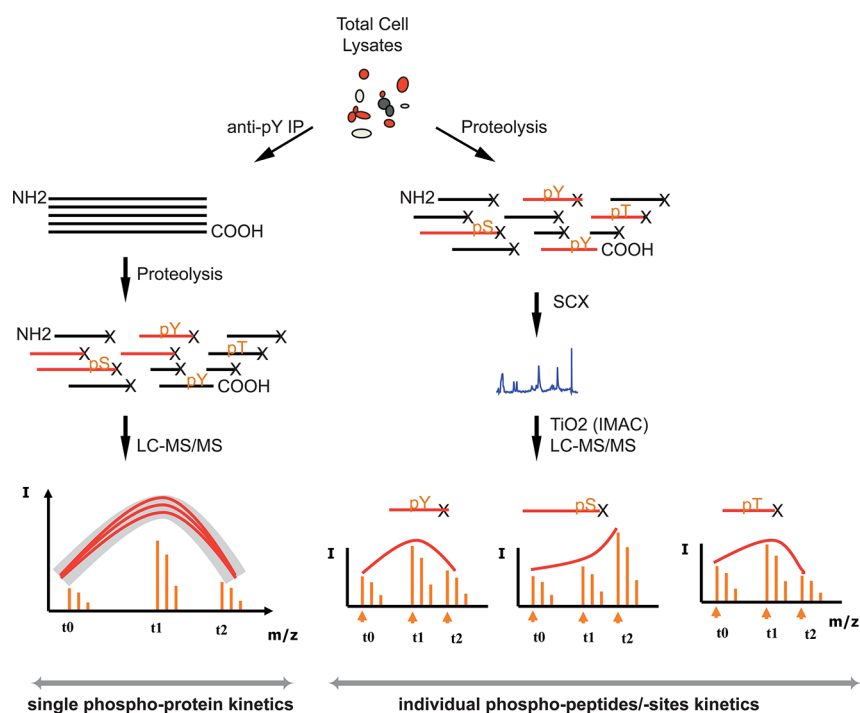 Total Cell
Lysates
anti-pY IP
Proteolysis
NH2
COOH
Proteolysis
NH2
X
pY
X
X
X
pS
X
pT
X
X
X
X
pY
COOH
LC-MS/MS
I
t0
t1
t2
m/z
single phospho-protein kinetics
NH2
X
pY
X
X
X
pS
X
X
pT
X
X
X
X
pY
COOH
SCX
TiO2 (IMAC)
LC-MS/MS
pY
X
I
t0
t1
t2
pS
X
I
t0
t1
t2
pT
X
I
t0
t1
t2
m/z
individual phospho-peptides/-sites kinetics